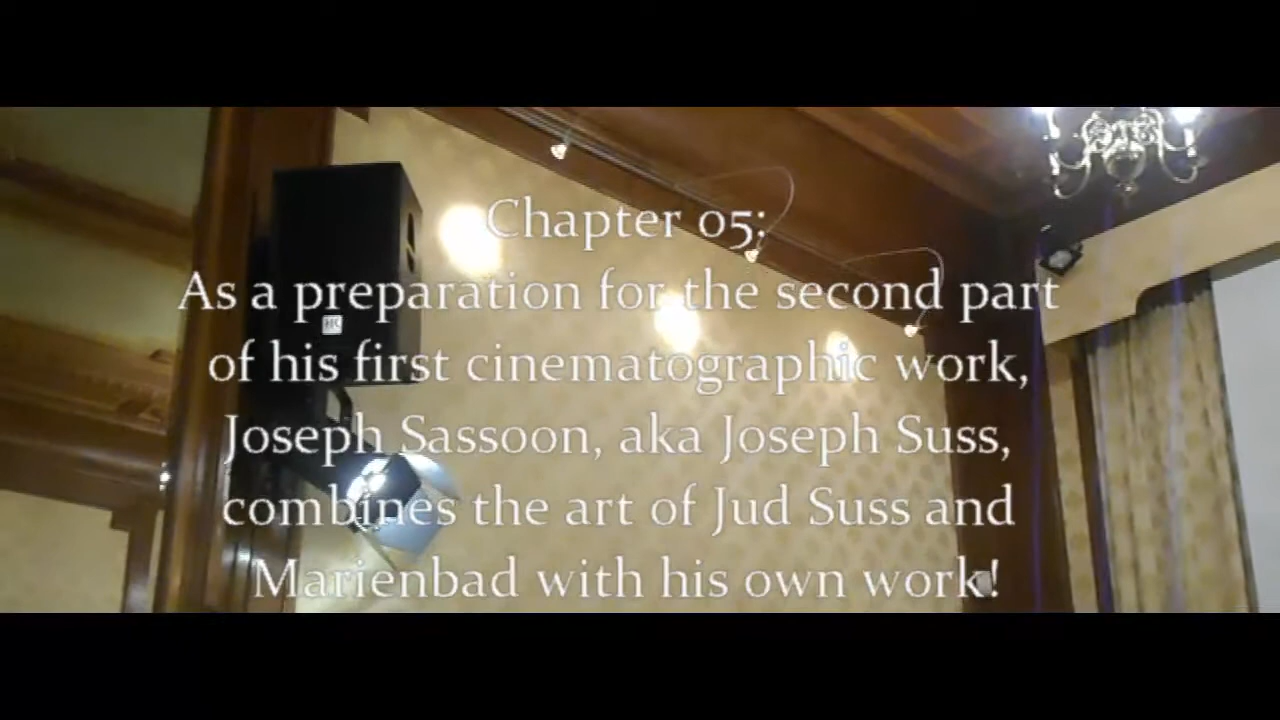 Chapter 05:
As a preparation for the second part
of his first cinematographic work,
Joseph Sassoon, aka Joseph Suss,
combines the art of Jud Suss and
Marienbad with his own work!
HK